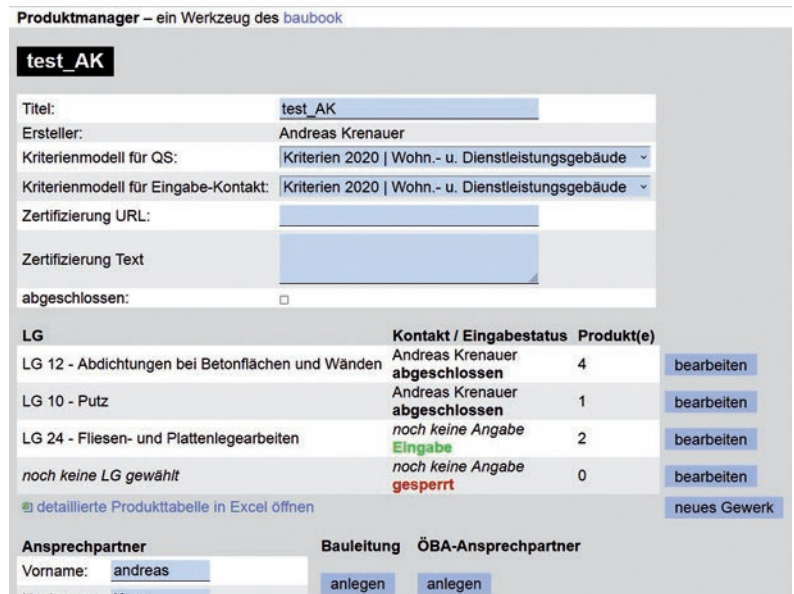 Produktmanager – ein Werkzeug des baubook
test_AK
Titel: test_AK
Ersteller: Andreas Krenauer
Kriterienmodell für QS: Kriterien 2020 | Wohn.- u. Dienstleistungsgebäude
Kriterienmodell für Eingabe-Kontakt: Kriterien 2020 | Wohn.- u. Dienstleistungsgebäude
Zertifizierung URL:
Zertifizierung Text
abgeschlossen:
LG Kontakt / Eingabestatus Produkt(e)
LG 12 - Abdichtungen bei Betonflächen und Wänden Andreas Krenauer 4 bearbeiten
abgeschlossen
LG 10 - Putz Andreas Krenauer 1 bearbeiten
abgeschlossen
LG 24 - Fliesen- und Plattenlegearbeiten noch keine Angabe 2 bearbeiten
Eingabe
noch keine LG gewählt noch keine Angabe 0 bearbeiten
gesperrt
detaillierte Produkttabelle in Excel öffnen neues Gewerk
Ansprechpartner Bauleitung ÖBA-Ansprechpartner
Vorname: andreas
anlegen anlegen